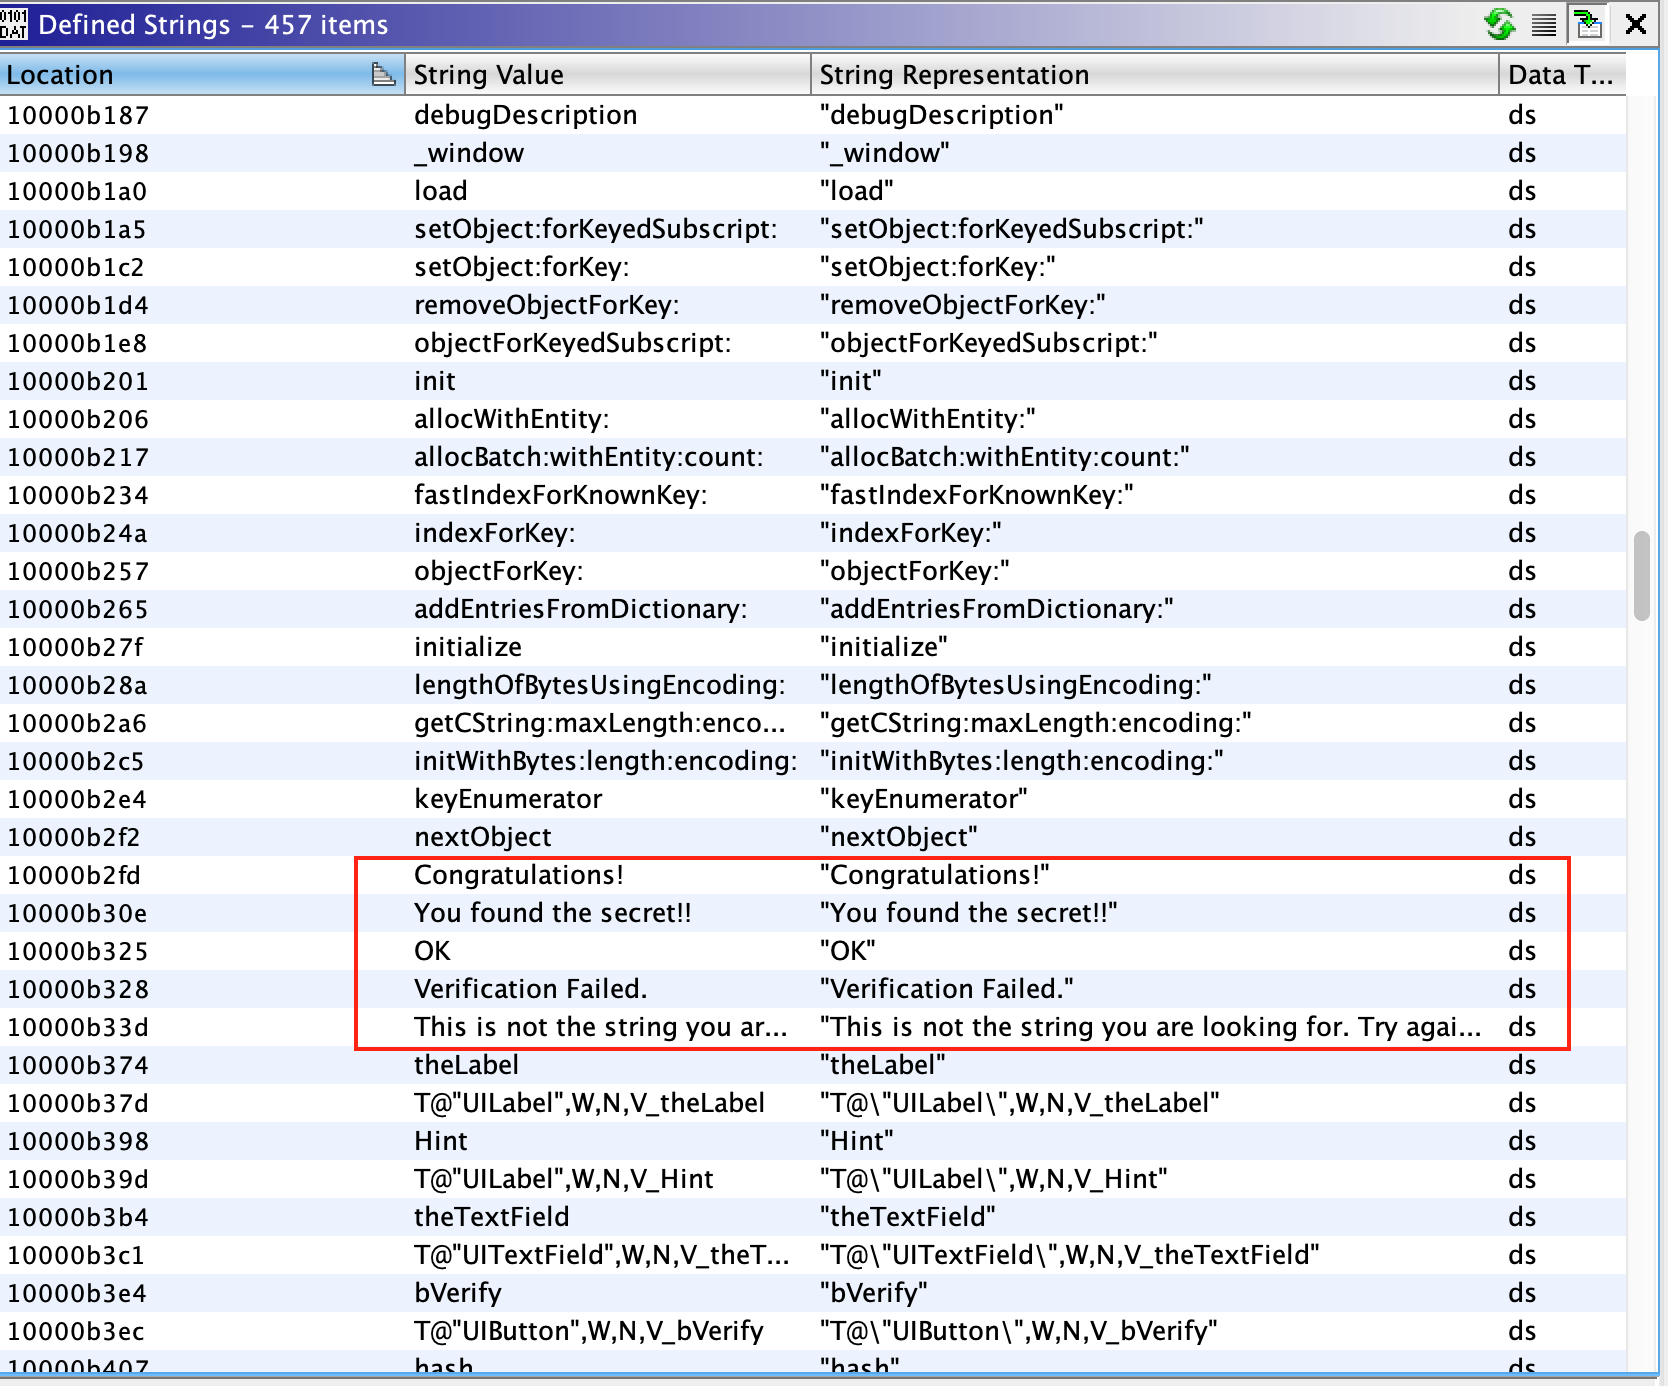 0101
DAT
Defined Strings – 457 items
Location String Value String Representation Data T...
10000b187 debugDescription "debugDescription" ds
10000b198 _window "_window" ds
10000b1a0 load "load" ds
10000b1a5 setObject:forKeyedSubscript: "setObject:forKeyedSubscript:" ds
10000b1c2 setObject:forKey: "setObject:forKey:" ds
10000b1d4 removeObjectForKey: "removeObjectForKey:" ds
10000b1e8 objectForKeyedSubscript: "objectForKeyedSubscript:" ds
10000b201 init "init" ds
10000b206 allocWithEntity: "allocWithEntity:" ds
10000b217 allocBatch:withEntity:count: "allocBatch:withEntity:count:" ds
10000b234 fastIndexForKnownKey: "fastIndexForKnownKey:" ds
10000b24a indexForKey: "indexForKey:" ds
10000b257 objectForKey: "objectForKey:" ds
10000b265 addEntriesFromDictionary: "addEntriesFromDictionary:" ds
10000b27f initialize "initialize" ds
10000b28a lengthOfBytesUsingEncoding: "lengthOfBytesUsingEncoding:" ds
10000b2a6 getCString:maxLength:enco... "getCString:maxLength:encoding:" ds
10000b2c5 initWithBytes:length:encoding: "initWithBytes:length:encoding:" ds
10000b2e4 keyEnumerator "keyEnumerator" ds
10000b2f2 nextObject "nextObject" ds
10000b2fd Congratulations! "Congratulations!" ds
10000b30e You found the secret!! "You found the secret!!" ds
10000b325 OK "OK" ds
10000b328 Verification Failed. "Verification Failed." ds
10000b33d This is not the string you ar... "This is not the string you are looking for. Try agai... ds
10000b374 theLabel "theLabel" ds
10000b37d T@"UILabel",W,N,V_theLabel "T@\"UILabel\",W,N,V_theLabel" ds
10000b398 Hint "Hint" ds
10000b39d T@"UILabel",W,N,V_Hint "T@\"UILabel\",W,N,V_Hint" ds
10000b3b4 theTextField "theTextField" ds
10000b3c1 T@"UITextField",W,N,V_theT... "T@\"UITextField\",W,N,V_theTextField" ds
10000b3e4 bVerify "bVerify" ds
10000b3ec T@"UIButton",W,N,V_bVerify "T@\"UIButton\",W,N,V_bVerify" ds
10000b407 hash "hash" ds